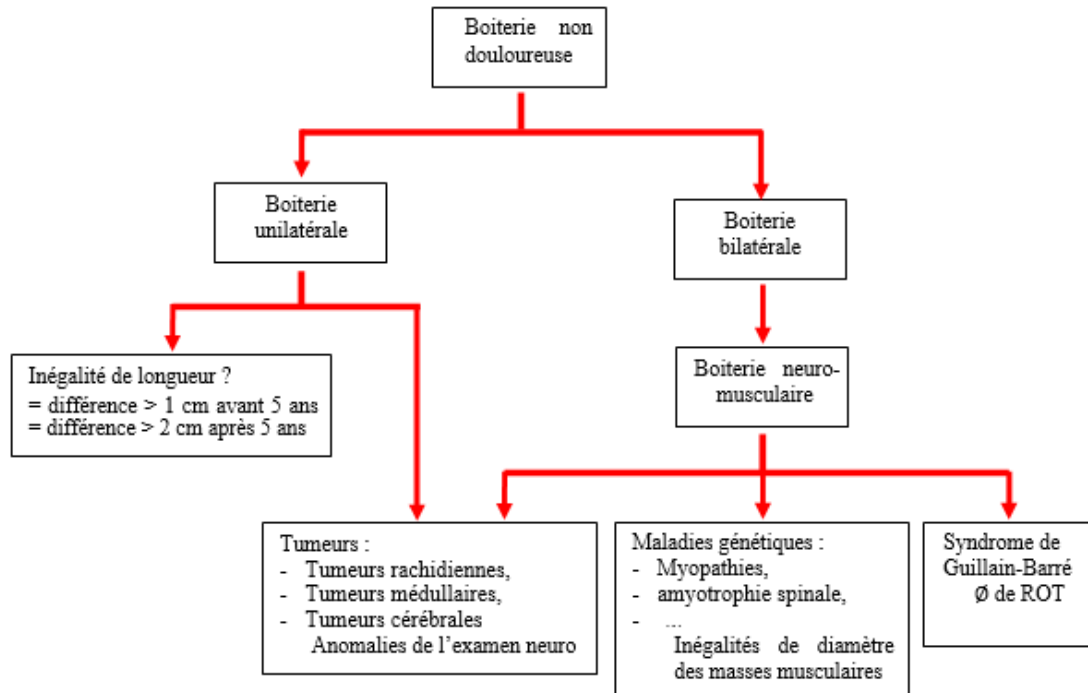 Boiterie non
douloureuse
Boiterie
unilatérale
Boiterie
bilatérale
Inégalité de longueur ?
= différence > 1 cm avant 5 ans
= différence > 2 cm après 5 ans
Boiterie neuro-
musculaire
Tumeurs :
- Tumeurs rachidiennes,
- Tumeurs médullaires,
- Tumeurs cérébrales
Anomalies de l’examen neuro
Maladies génétiques :
- Myopathies,
- amyotrophie spinale,
- ...
Inégalités de diamètre
des masses musculaires
Syndrome de
Guillain-Barré
Ø de ROT